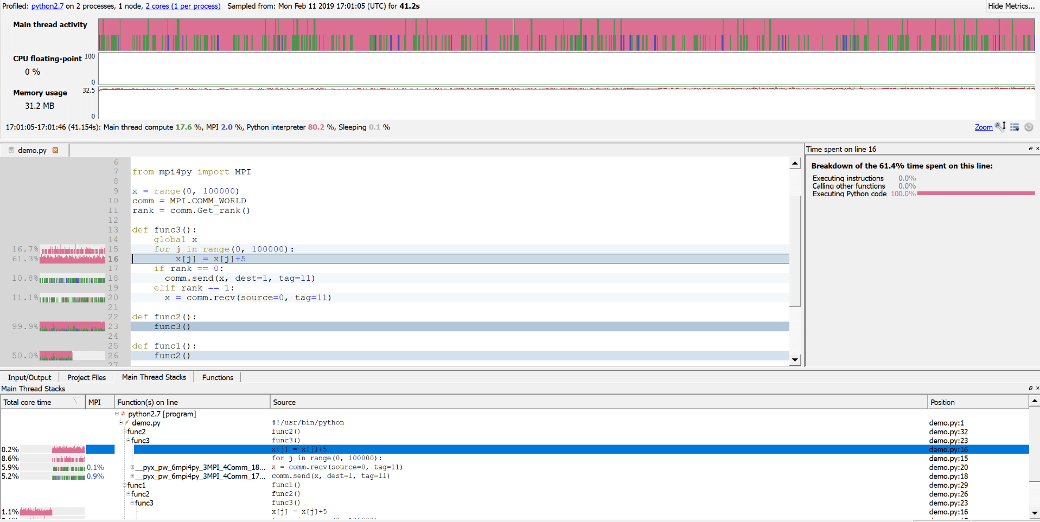 Profiled: python2.7 on 2 processes, 1 node, 2 cores (1 per process) Sampled from: Mon Feb 11 2019 17:01:05 (UTC) for 41.2s Hide Metrics...
Main thread activity
CPU floating-point 100
0 %
0
Memory usage 32.5
31.2 MB
0
17:01:05-17:01:46 (41.154s): Main thread compute 17.6 %, MPI 2.0 %, Python interpreter 80.2 %, Sleeping 0.1 % Zoom
demo.py
6
7 from mpi4py import MPI
8
9 x = range(0, 100000)
10 comm = MPI.COMM_WORLD
11 rank = comm.Get_rank()
12
13 def func3():
14 global x
16.7% 15 for j in range(0, 100000):
61.3% 16 x[j] = x[j]+5
17 if rank == 0:
10.8% 18 comm.send(x, dest=1, tag=11)
19 elif rank == 1:
11.1% 20 x = comm.recv(source=0, tag=11)
21
22 def func2():
99.9% 23 func3()
24
25 def func1():
50.0% 26 func2()
27
Time spent on line 16
Breakdown of the 61.4% time spent on this line:
Executing instructions 0.0%
Calling other functions 0.0%
Executing Python code 100.0%
Input/Output Project Files Main Thread Stacks Functions
Main Thread Stacks
Total core time MPI Function(s) on line Source Position
python2.7 [program]
demo.py #!/usr/bin/python demo.py:1
func2 func2() demo.py:32
func3 func3() demo.py:23
0.2% x[j] = x[j]+5 demo.py:16
8.6% for j in range(0, 100000): demo.py:15
5.9% 0.1% __pyx_pw_6mpi4py_3MPI_4Comm_18... x = comm.recv(source=0, tag=11) demo.py:20
5.2% 0.9% __pyx_pw_6mpi4py_3MPI_4Comm_17... comm.send(x, dest=1, tag=11) demo.py:18
func1 func1() demo.py:29
func2 func2() demo.py:26
func3 func3() demo.py:23
1.1% x[j] = x[j]+5 demo.py:16